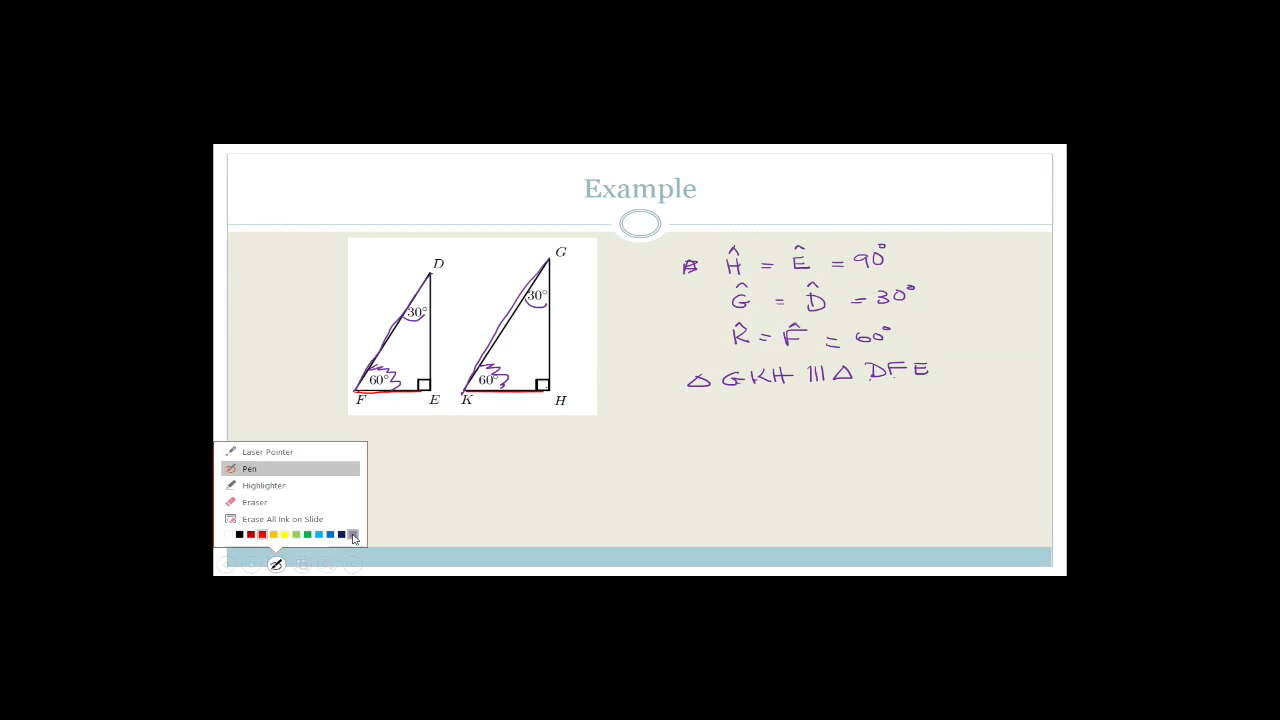 Example
D
G
30°
30°
60°
60°
F
E
K
H
Ĥ = Ê = 90°
Ĝ = D̂ = 30°
K̂ = F̂ = 60°
△ GKH ||| △ DFE
Laser Pointer
Pen
Highlighter
Eraser
Erase All Ink on Slide